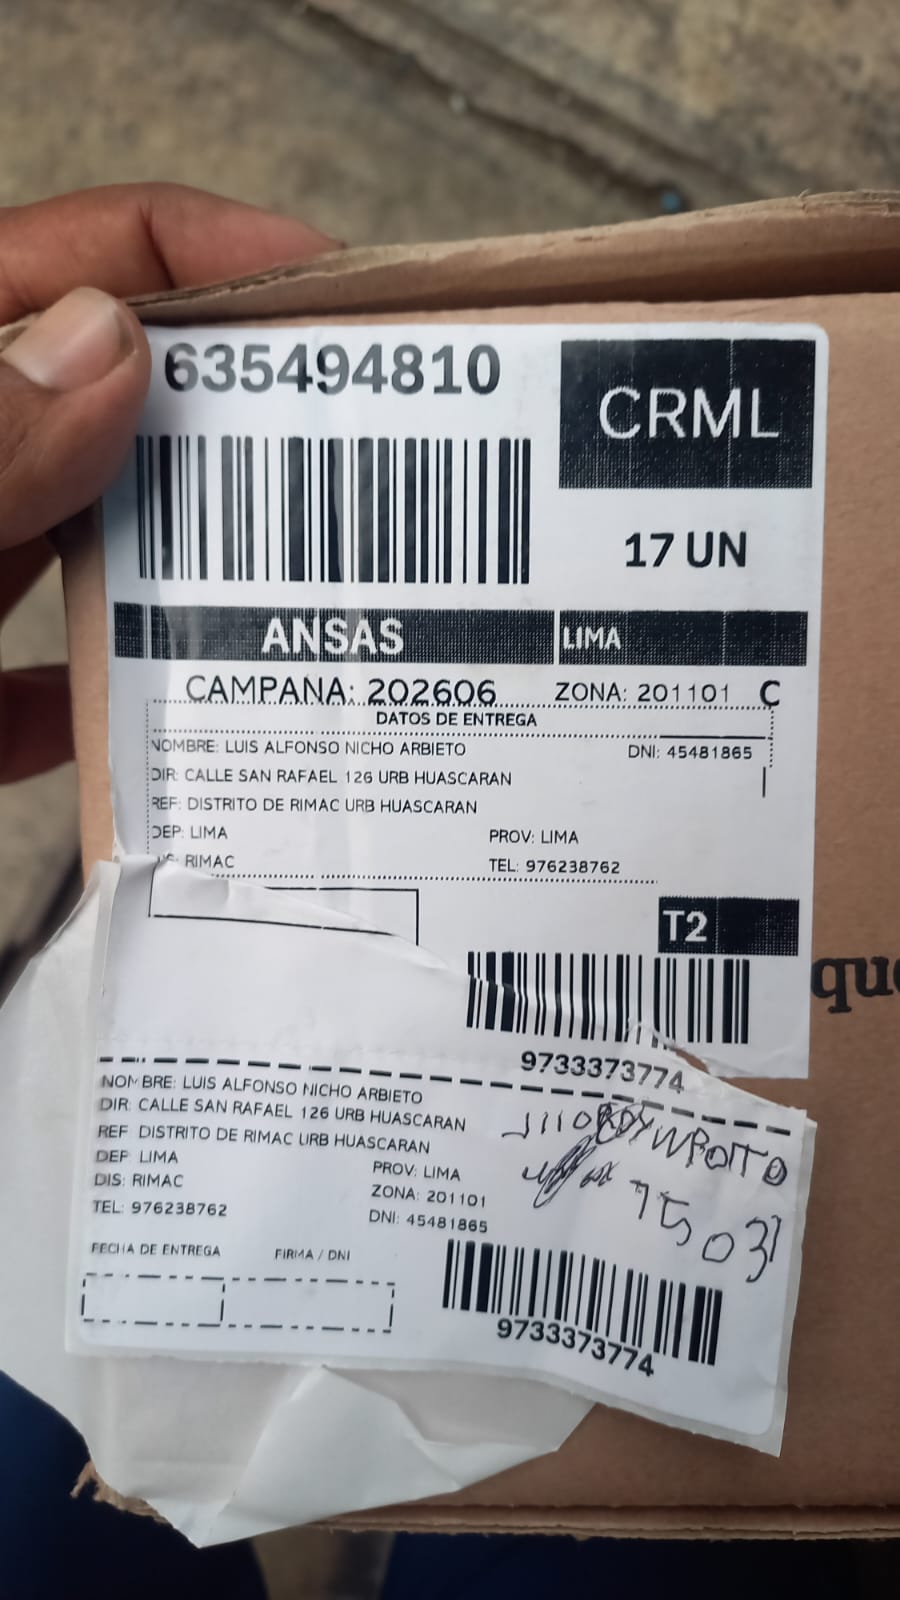 635494810
CRML
17 UN
ANSAS
LIMA
CAMPANA: 202606 ZONA: 201101 C
DATOS DE ENTREGA
NOMBRE: LUIS ALFONSO NICHO ARBIETO DNI: 45481865
DIR: CALLE SAN RAFAEL 126 URB HUASCARAN
REF: DISTRITO DE RIMAC URB HUASCARAN
DEP: LIMA PROV: LIMA
RIMAC TEL: 976238762
T2
9733373774
NOMBRE: LUIS ALFONSO NICHO ARBIETO
DIR: CALLE SAN RAFAEL 126 URB HUASCARAN
REF DISTRITO DE RIMAC URB HUASCARAN
DEP LIMA PROV: LIMA
DIS: RIMAC ZONA: 201101
TEL: 976238762 DNI: 45481865
FECHA DE ENTREGA FIRMA / DNI
9733373774